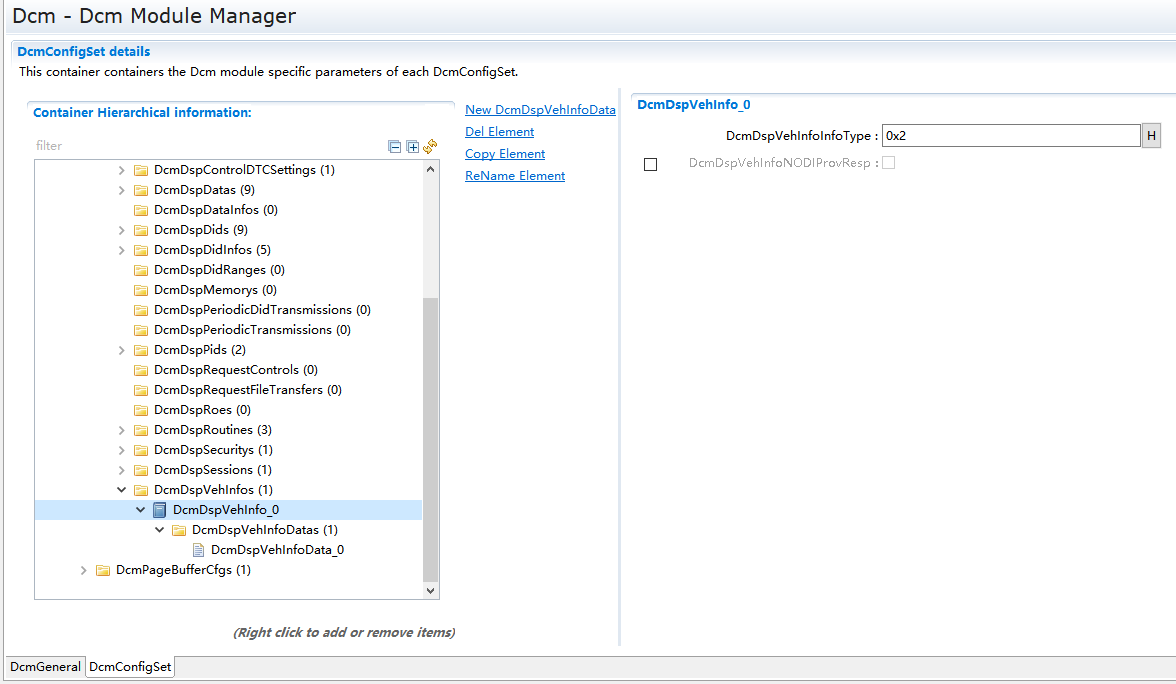 Dcm - Dcm Module Manager
DcmConfigSet details
This container containers the Dcm module specific parameters of each DcmConfigSet.
Container Hierarchical information:
filter
DcmDspControlDTCSettings (1)
DcmDspDatas (9)
DcmDspDataInfos (0)
DcmDspDids (9)
DcmDspDidInfos (5)
DcmDspDidRanges (0)
DcmDspMemorys (0)
DcmDspPeriodicDidTransmissions (0)
DcmDspPeriodicTransmissions (0)
DcmDspPids (2)
DcmDspRequestControls (0)
DcmDspRequestFileTransfers (0)
DcmDspRoes (0)
DcmDspRoutines (3)
DcmDspSecuritys (1)
DcmDspSessions (1)
DcmDspVehInfos (1)
DcmDspVehInfo_0
DcmDspVehInfoDatas (1)
DcmDspVehInfoData_0
DcmPageBufferCfgs (1)
(Right click to add or remove items)
New DcmDspVehInfoData
Del Element
Copy Element
ReName Element
DcmDspVehInfo_0
DcmDspVehInfoInfoType : 0x2 H
DcmDspVehInfoNODIProvResp :
DcmGeneral DcmConfigSet